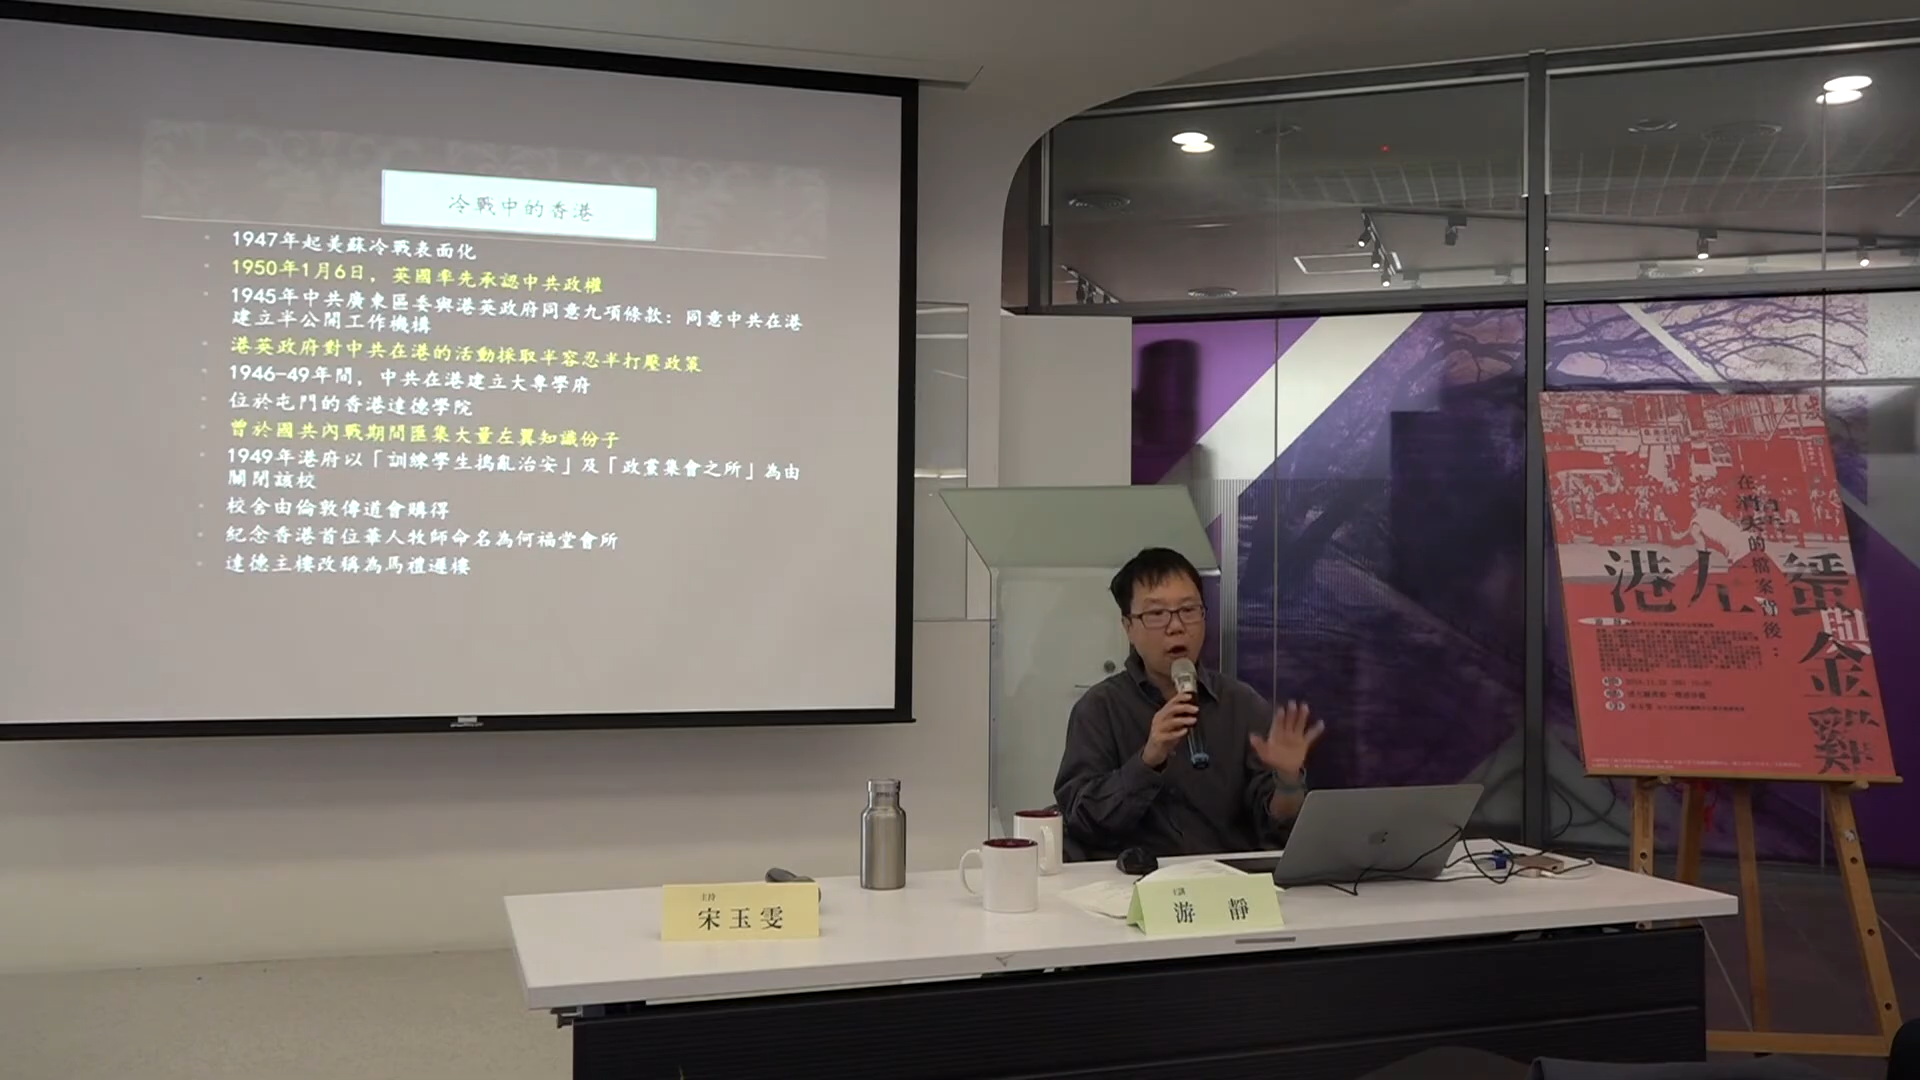 冷戰中的香港
1947年起美蘇冷戰表面化
1950年1月6日，英國率先承認中共政權
1945年中共廣東區委與港英政府同意九項條款：同意中共在港
建立半公開工作機構
港英政府對中共在港的活動採取半容忍半打壓政策
1946-49年間，中共在港建立大專學府
位於屯門的香港達德學院
曾於國共內戰期間匯集大量左翼知識份子
1949年港府以「訓練學生搗亂治安」及「政黨集會之所」為由
關閉該校
校舍由倫敦傳道會購得
紀念香港首位華人牧師命名為何福堂會所
達德主樓改稱為馬禮遜樓
在消失的檔案背後：
港左蛋與金雞
主持
宋玉雯
主講
游 靜